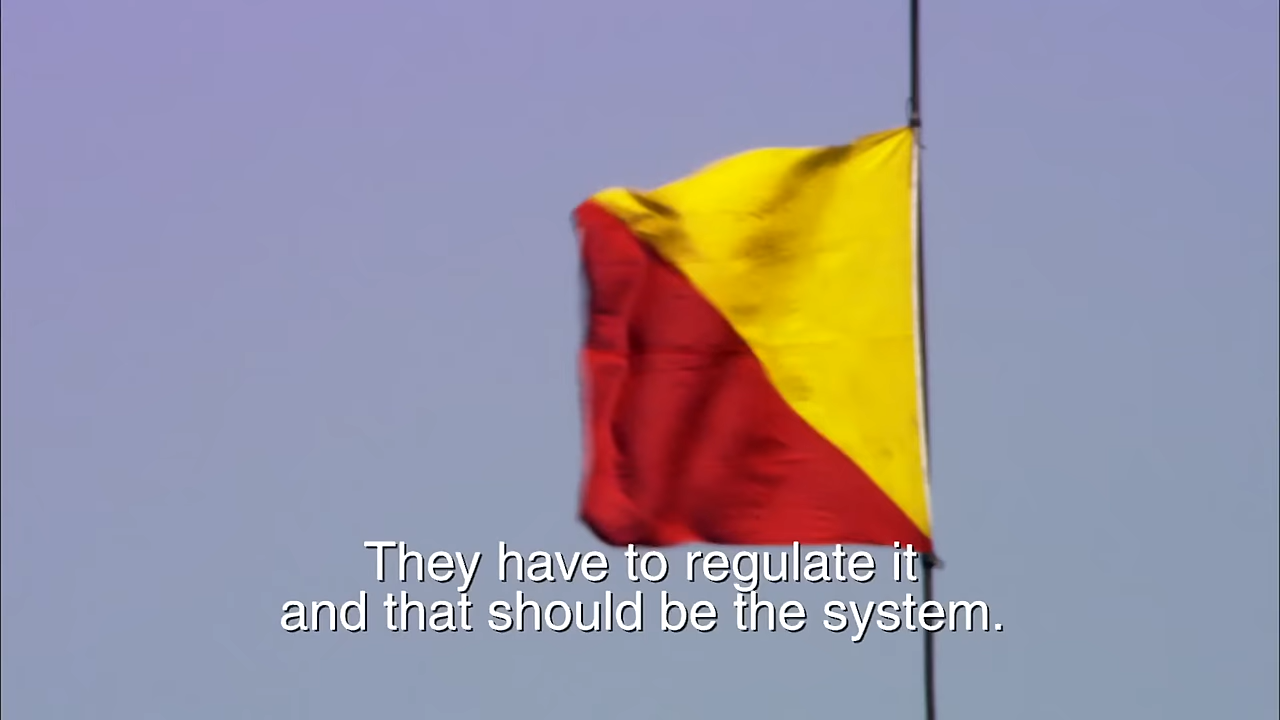 They have to regulate it
and that should be the system.